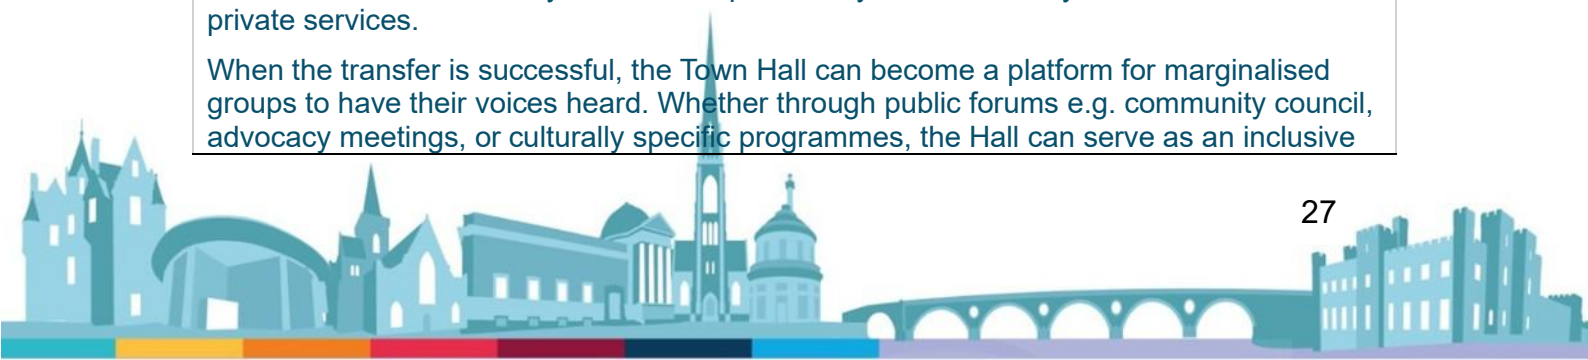 private services.
When the transfer is successful, the Town Hall can become a platform for marginalised
groups to have their voices heard. Whether through public forums e.g. community council,
advocacy meetings, or culturally specific programmes, the Hall can serve as an inclusive
27